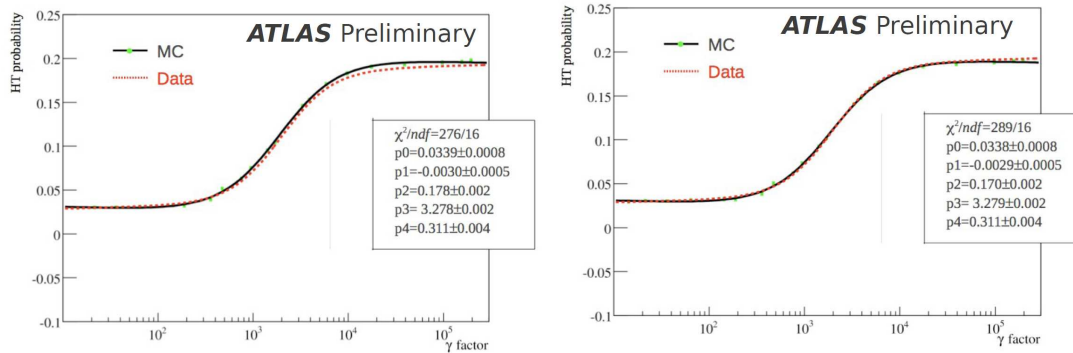 ATLAS Preliminary
HT probability
0.25
0.2
0.15
0.1
0.05
0
-0.05
-0.1
MC
Data
χ²/ndf=276/16
p0=0.0339±0.0008
p1=-0.0030±0.0005
p2=0.178±0.002
p3= 3.278±0.002
p4=0.311±0.004
10² 10³ 10⁴ 10⁵
γ factor
ATLAS Preliminary
HT probability
0.25
0.2
0.15
0.1
0.05
0
-0.05
-0.1
MC
Data
χ²/ndf=289/16
p0=0.0338±0.0008
p1=-0.0029±0.0005
p2=0.170±0.002
p3= 3.279±0.002
p4=0.311±0.004
10² 10³ 10⁴ 10⁵
γ factor